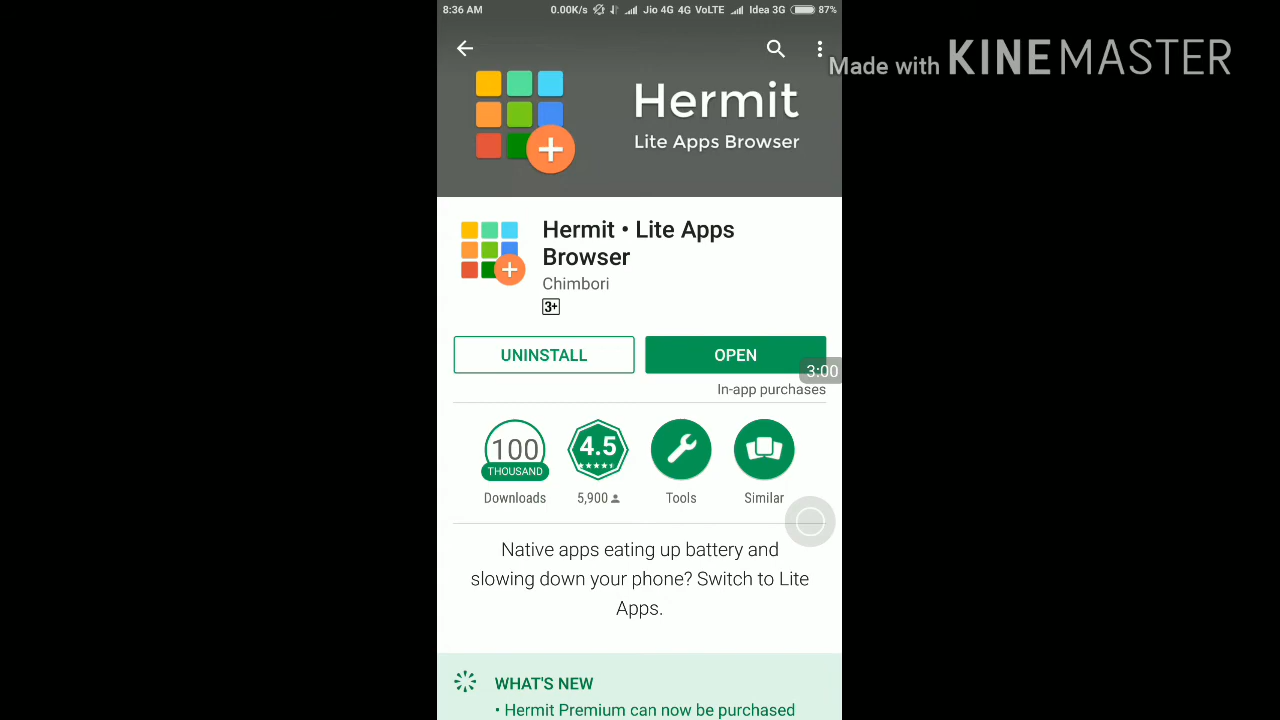 8:36 AM 0.00K/s Jio 4G 4G VoLTE Idea 3G 87%
Made with KINEMASTER
Hermit
Lite Apps Browser
Hermit • Lite Apps
Browser
Chimbori
3+
UNINSTALL OPEN
3:00
In-app purchases
100 4.5
THOUSAND
Downloads 5,900 Tools Similar
Native apps eating up battery and
slowing down your phone? Switch to Lite
Apps.
WHAT'S NEW
• Hermit Premium can now be purchased